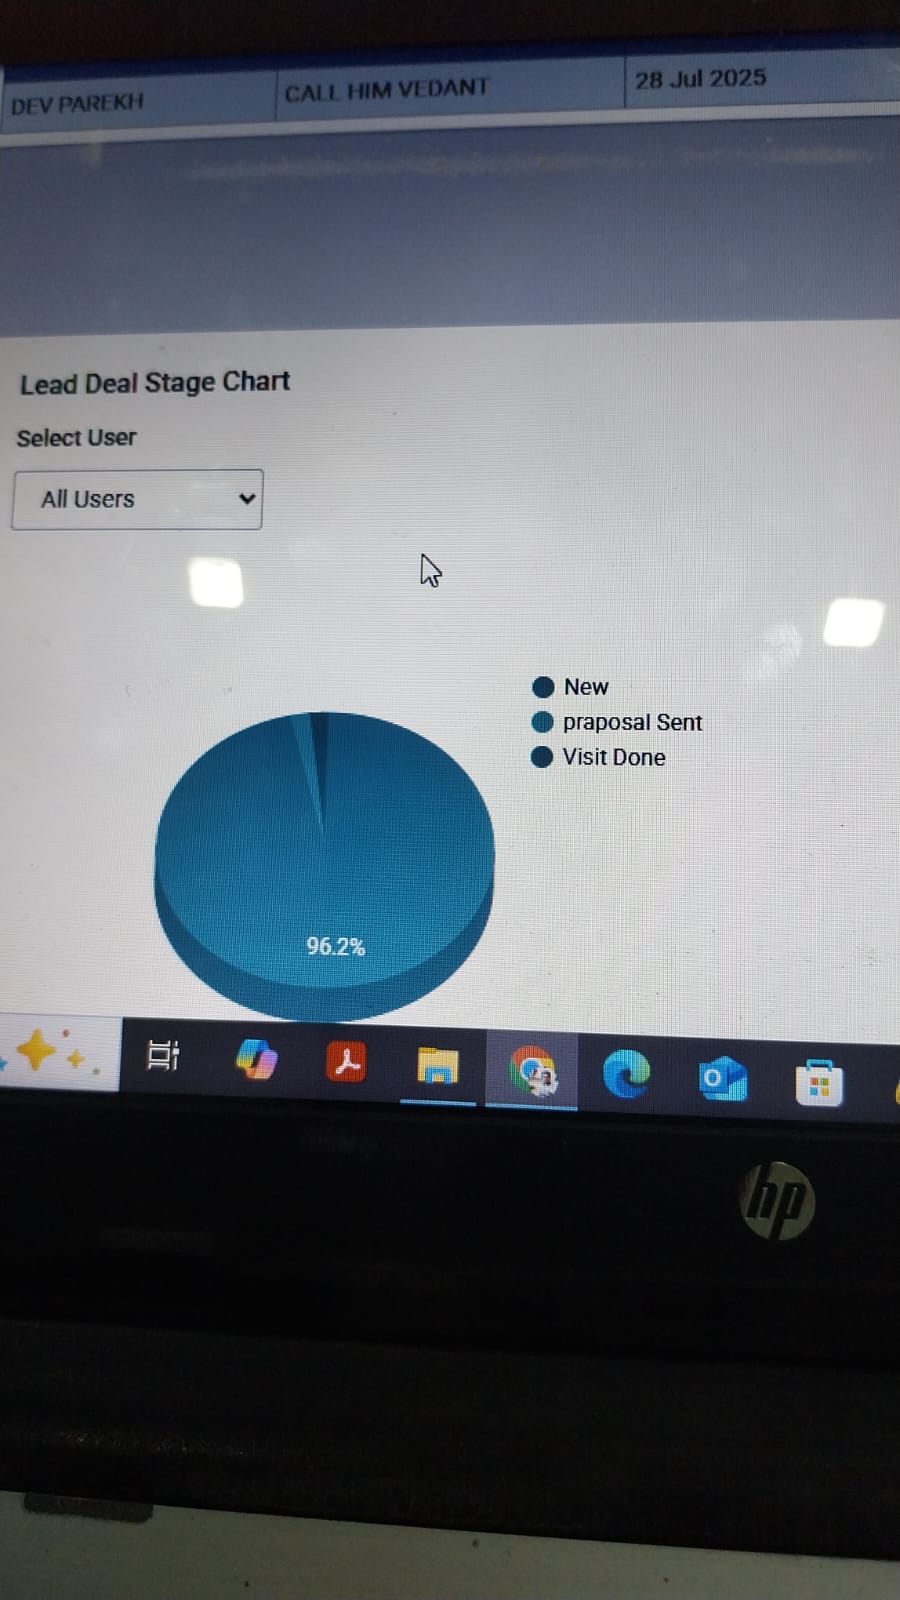 DEV PAREKH CALL HIM VEDANT 28 Jul 2025
Lead Deal Stage Chart
Select User
All Users
New
praposal Sent
Visit Done
96.2%
hp